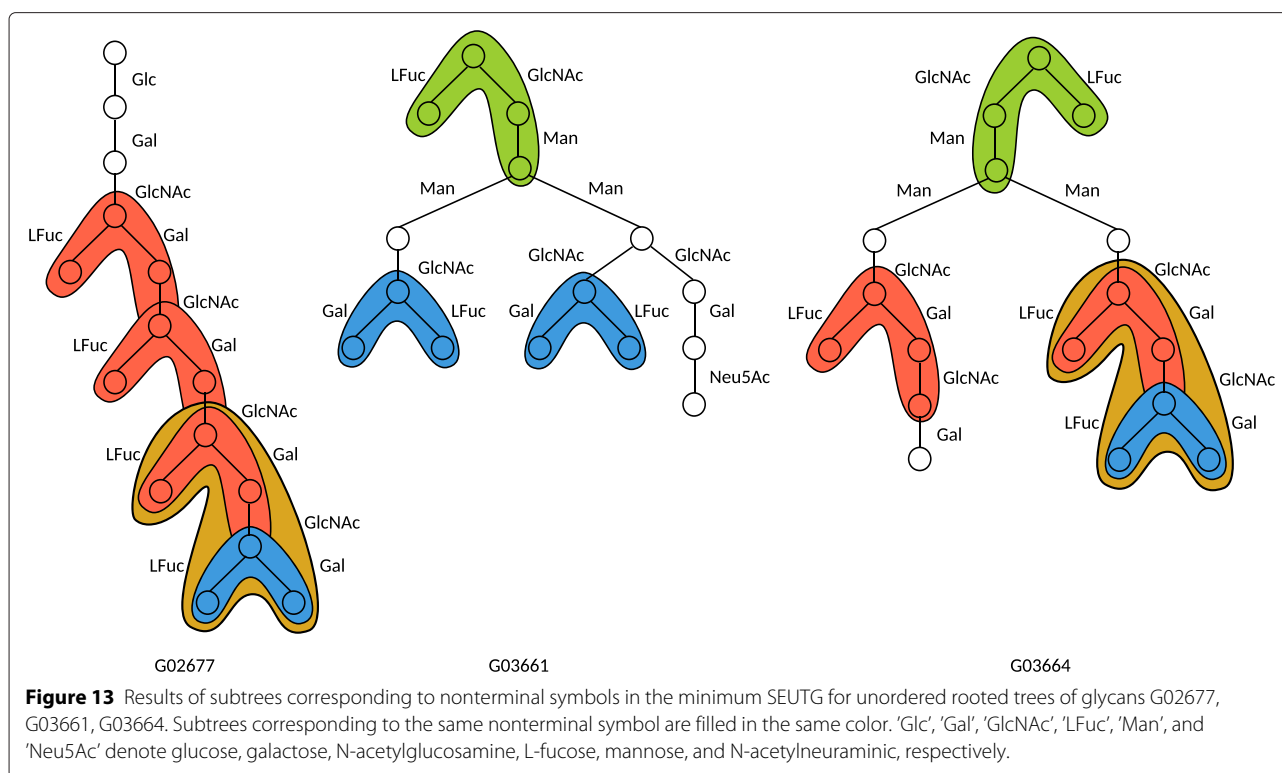 Glc
Gal
GlcNAc
LFuc
Gal
GlcNAc
LFuc
Gal
GlcNAc
LFuc
Gal
GlcNAc
LFuc
Gal
G02677
LFuc
GlcNAc
Man
Man
Man
GlcNAc
Gal
LFuc
GlcNAc
GlcNAc
Gal
LFuc
Gal
Neu5Ac
G03661
GlcNAc
LFuc
Man
Man
Man
GlcNAc
LFuc
Gal
GlcNAc
Gal
GlcNAc
LFuc
Gal
GlcNAc
LFuc
Gal
G03664
Figure 13 Results of subtrees corresponding to nonterminal symbols in the minimum SEUTG for unordered rooted trees of glycans G02677,
G03661, G03664. Subtrees corresponding to the same nonterminal symbol are filled in the same color. 'Glc', 'Gal', 'GlcNAc', 'LFuc', 'Man', and
'Neu5Ac' denote glucose, galactose, N-acetylglucosamine, L-fucose, mannose, and N-acetylneuraminic, respectively.